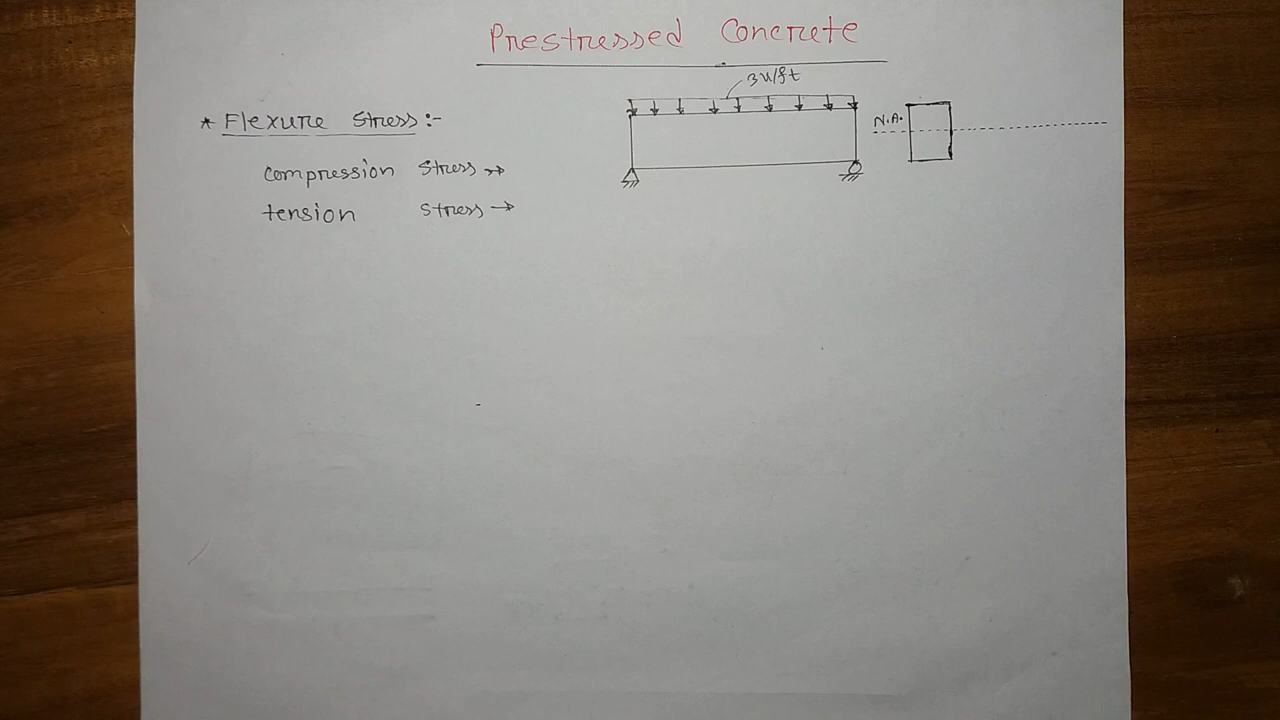 Prestressed Concrete
3k/ft
* Flexure Stress :-
N.A.
compression stress →
tension stress →